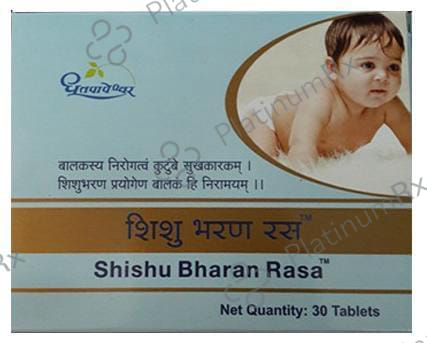 धूतपापेश्वर
बालकस्य निरोगत्वं कुटुंबे सुखकारकम् ।
शिशुभरण प्रयोगेण बालकं हि निरामयम् ।।
शिशु भरण रस™
Shishu Bharan Rasa™
Net Quantity: 30 Tablets
PlatinumRx